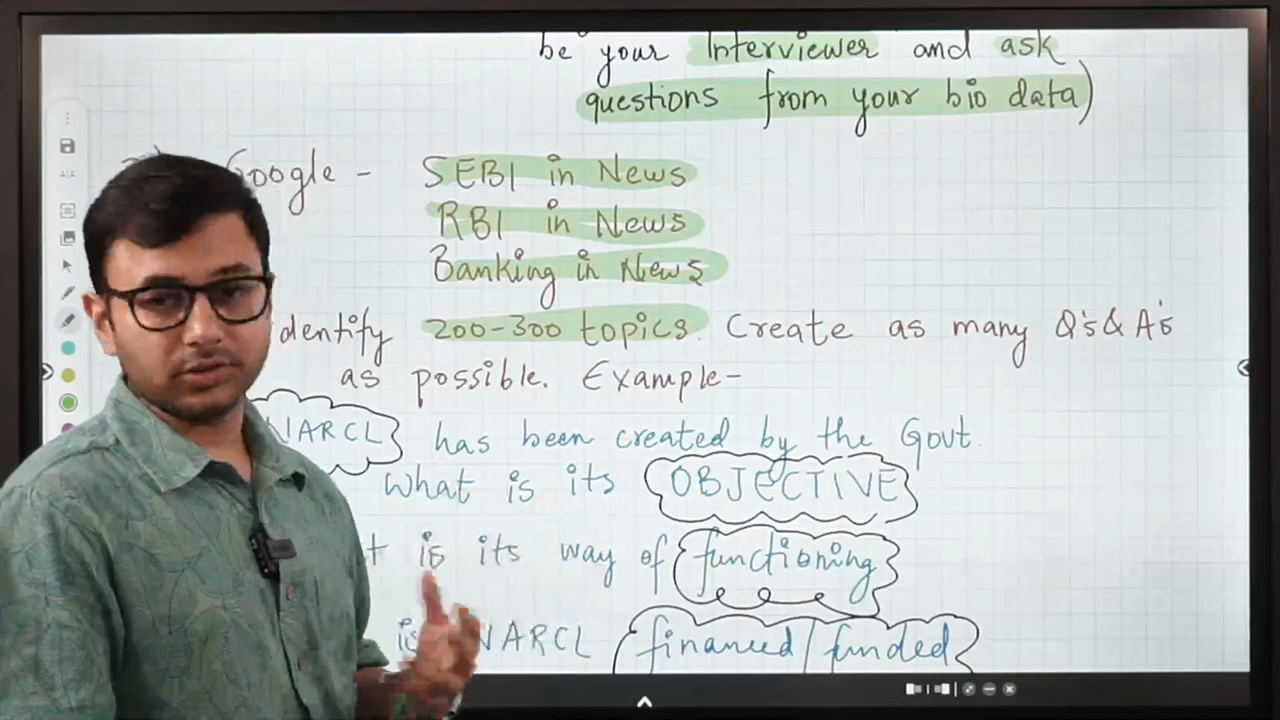 be your Interviewer and ask
questions from your bio data)
Google - SEBI in News
RBI in News
Banking in News
dentify 200-300 topics. Create as many Q's & A's
as possible. Example-
NARCL has been created by the Govt.
What is its OBJECTIVE
is its way of functioning
is NARCL financed/funded